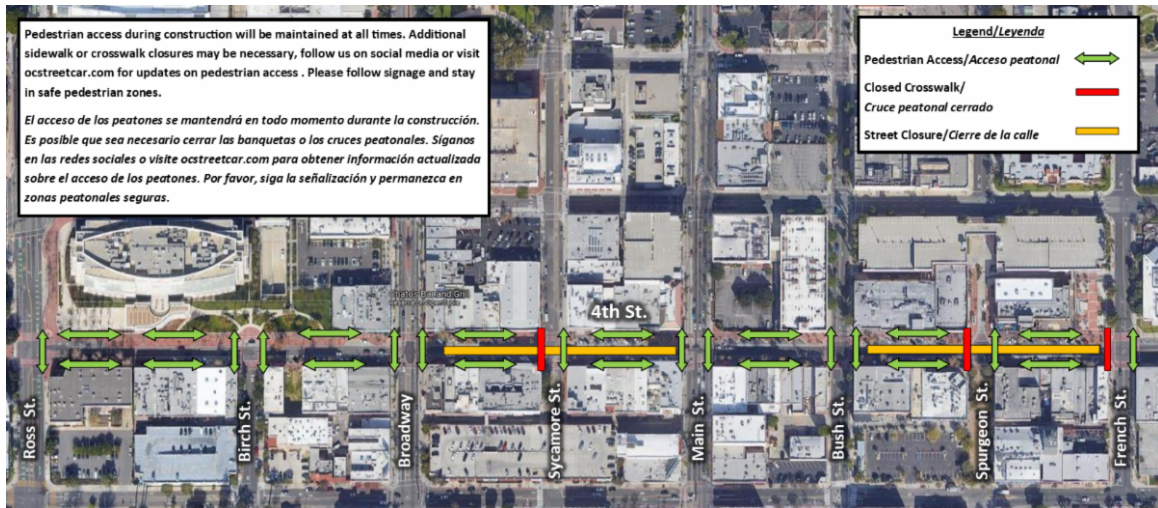 Pedestrian access during construction will be maintained at all times. Additional
sidewalk or crosswalk closures may be necessary, follow us on social media or visit
ocstreetcar.com for updates on pedestrian access . Please follow signage and stay
in safe pedestrian zones.
El acceso de los peatones se mantendrá en todo momento durante la construcción.
Es posible que sea necesario cerrar las banquetas o los cruces peatonales. Síganos
en las redes sociales o visite ocstreetcar.com para obtener información actualizada
sobre el acceso de los peatones. Por favor, siga la señalización y permanezca en
zonas peatonales seguras.
Legend/Leyenda
Pedestrian Access/Acceso peatonal
Closed Crosswalk/
Cruce peatonal cerrado
Street Closure/Cierre de la calle
4th St.
Ross St.
Birch St.
Broadway
Sycamore St.
Main St.
Bush St.
Spurgeon St.
French St.